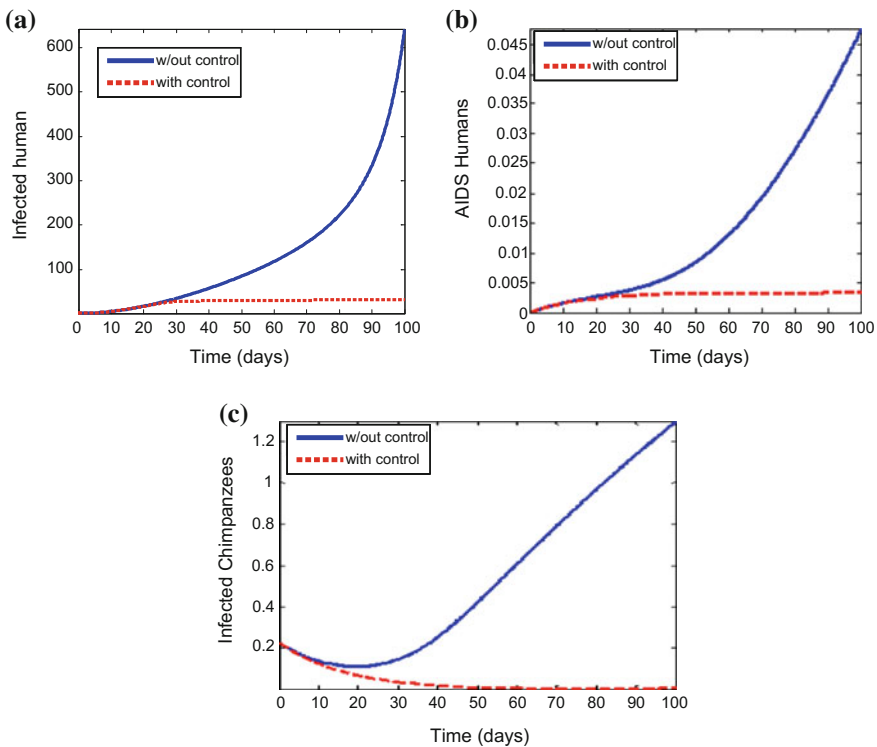 (a)
w/out control
with control
Infected human
600
500
400
300
200
100
0 10 20 30 40 50 60 70 80 90 100
Time (days)
(b)
w/out control
with control
AIDS Humans
0.045
0.04
0.035
0.03
0.025
0.02
0.015
0.01
0.005
0
0 10 20 30 40 50 60 70 80 90 100
Time (days)
(c)
w/out control
with control
Infected Chimpanzees
1.2
1
0.8
0.6
0.4
0.2
0 10 20 30 40 50 60 70 80 90 100
Time (days)